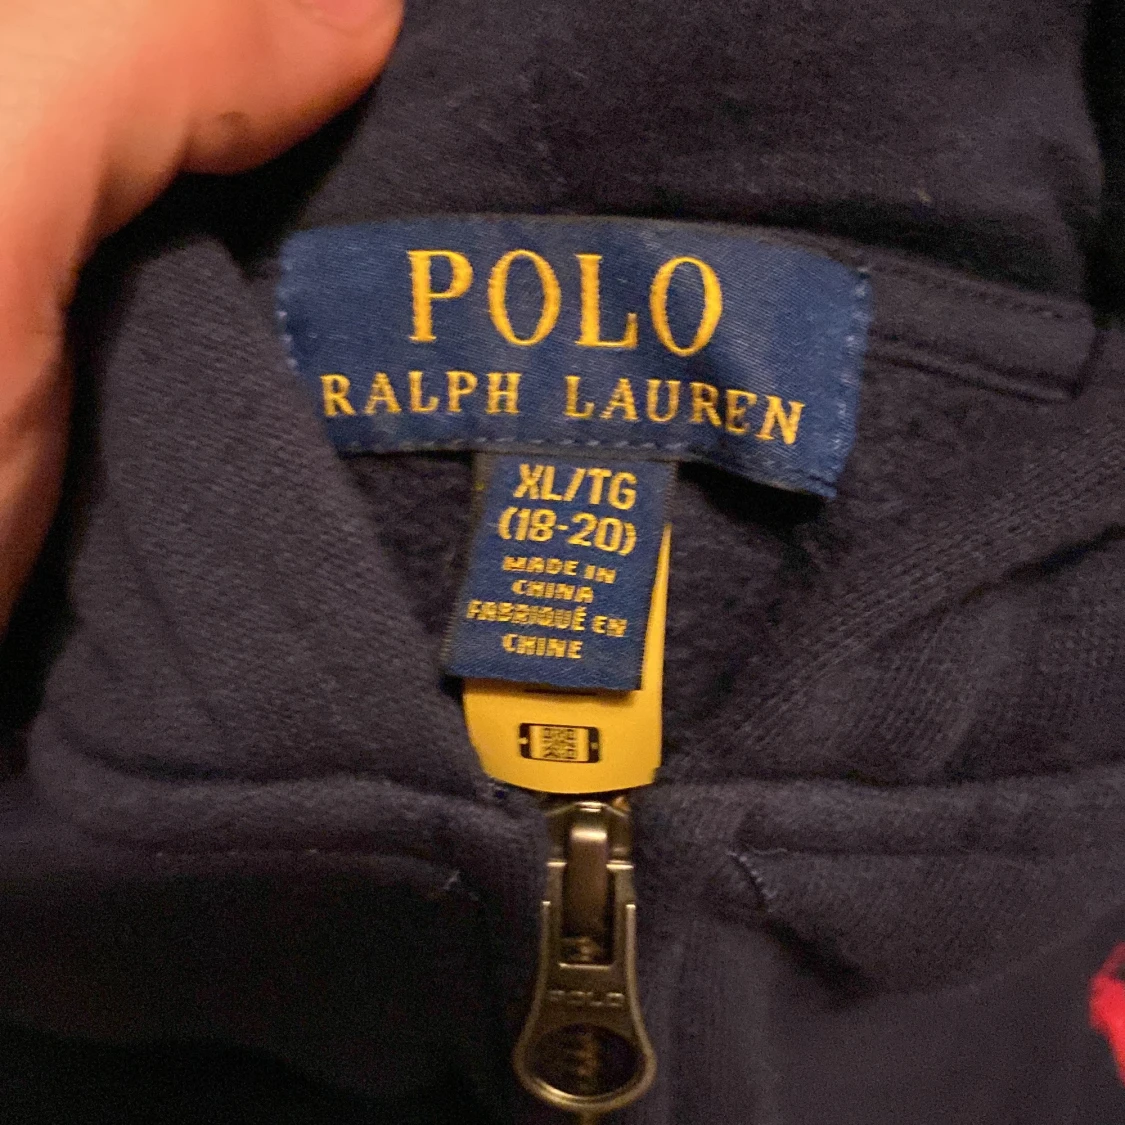 POLO
RALPH LAUREN
XL/TG
(18-20)
MADE IN
CHINA
FABRIQUÉ EN
CHINE
POLO